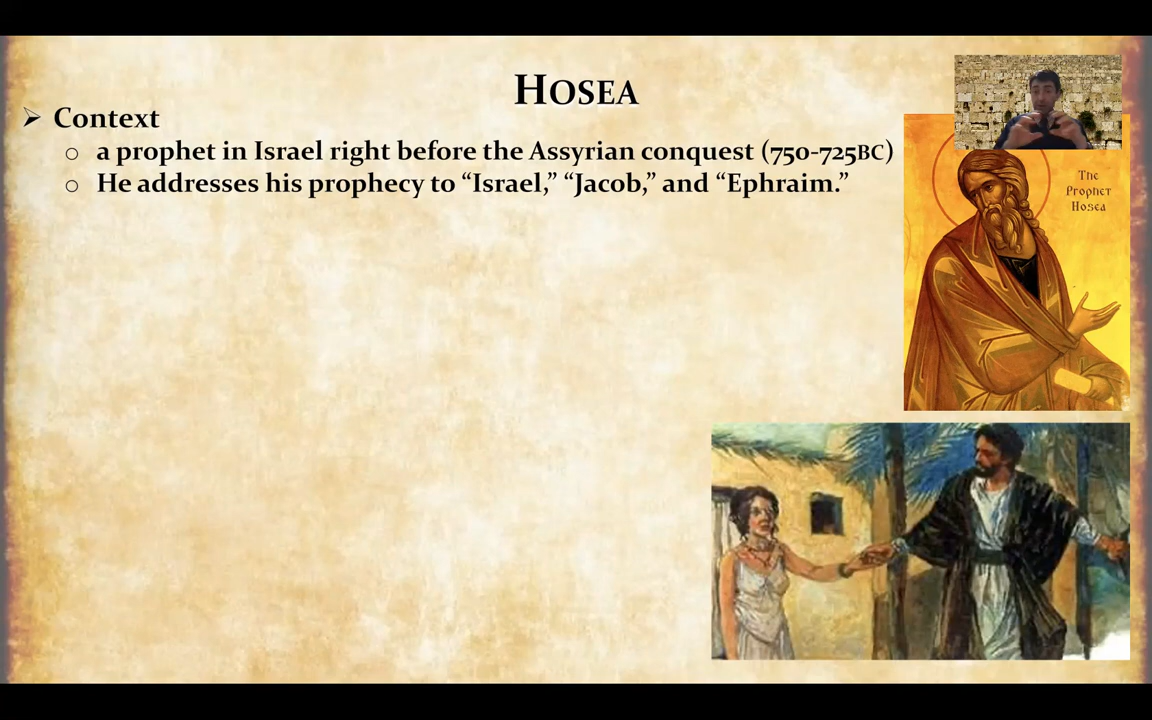 HOSEA
➢ Context
○ a prophet in Israel right before the Assyrian conquest (750-725BC)
○ He addresses his prophecy to “Israel,” “Jacob,” and “Ephraim.”
The
Prophet
Hosea